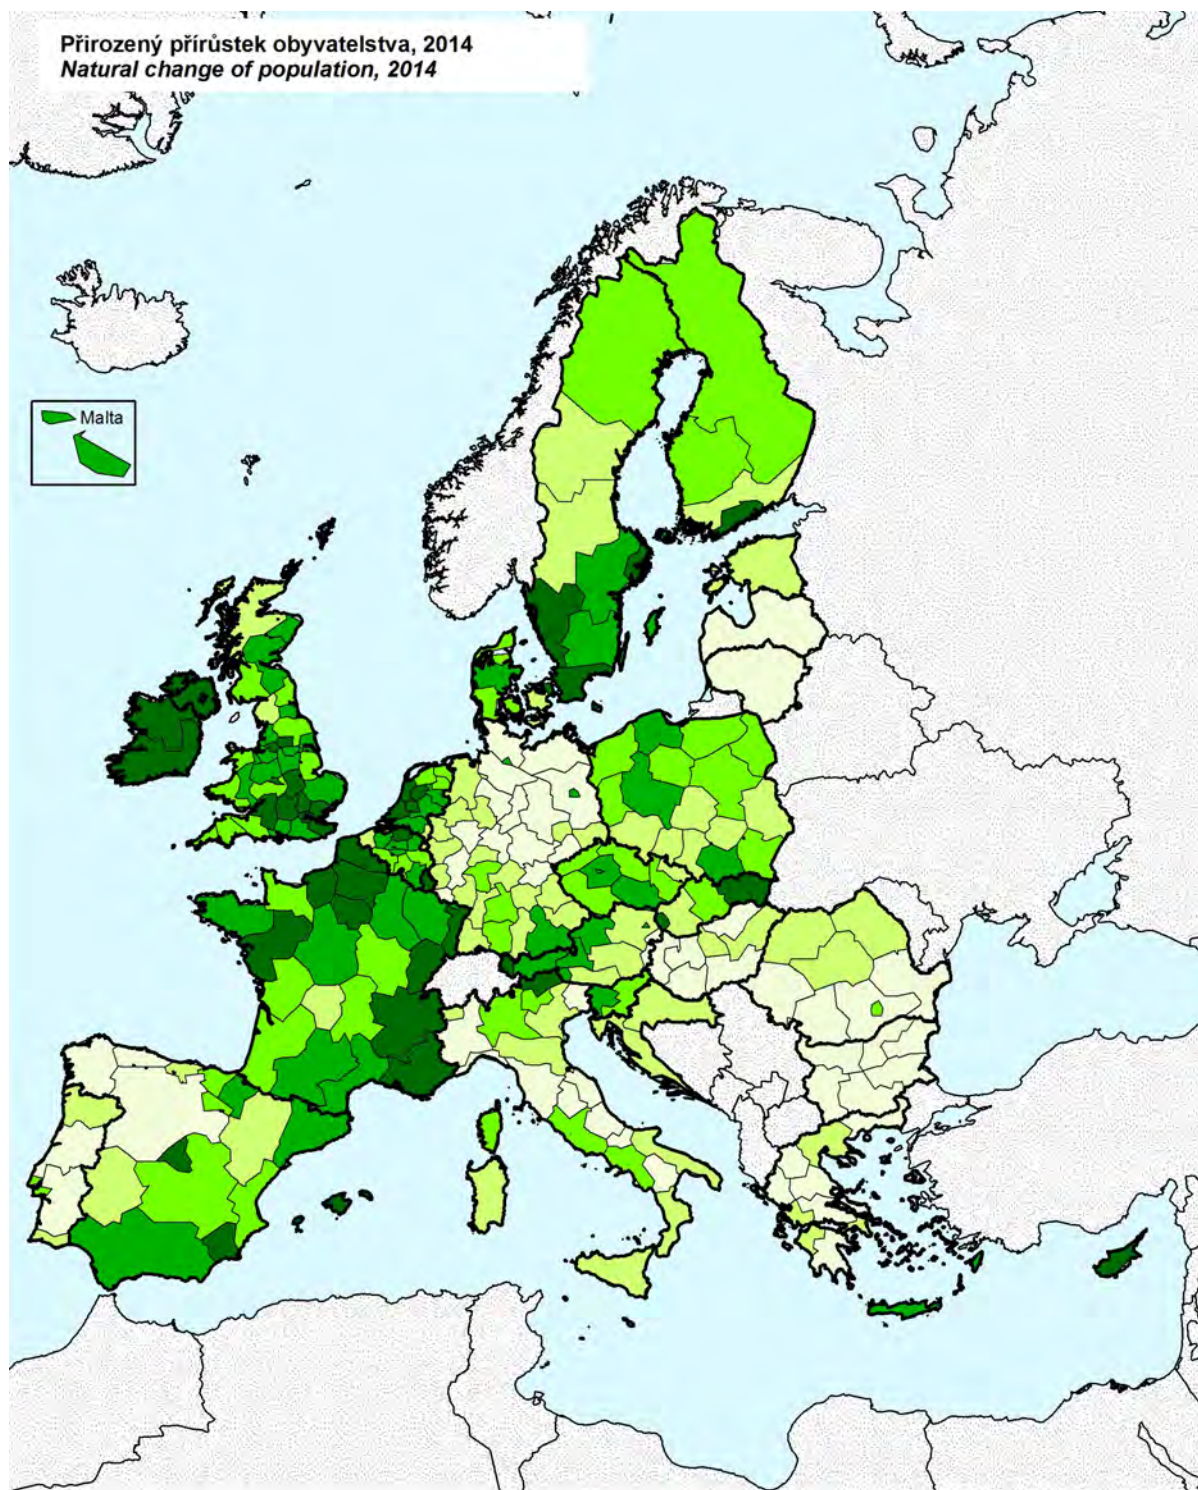 Přirozený přírůstek obyvatelstva, 2014
Natural change of population, 2014
Malta